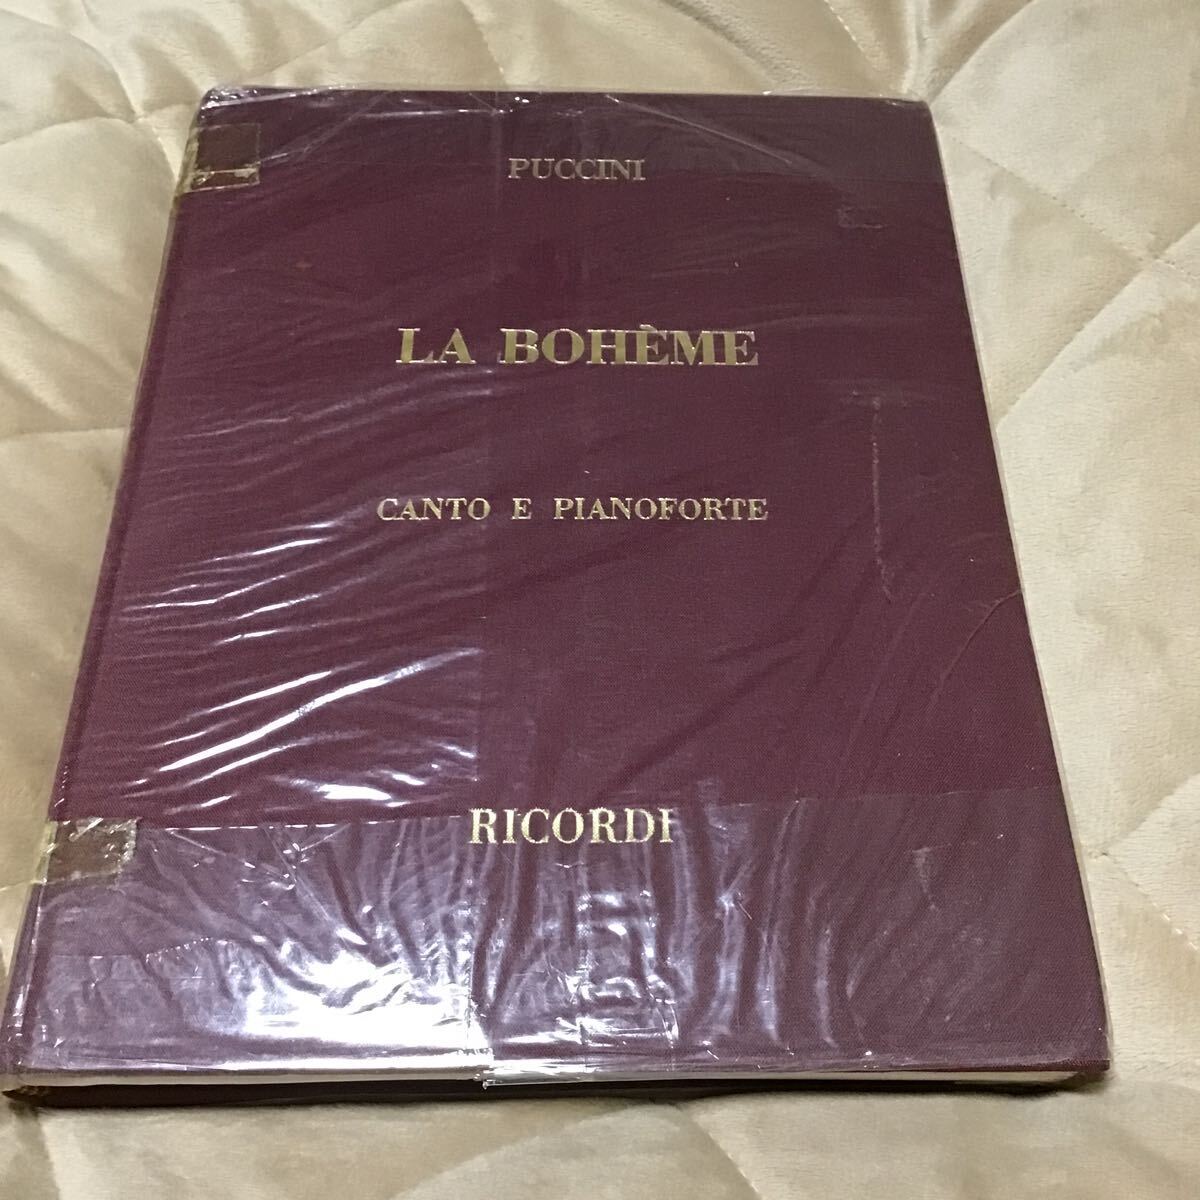 PUCCINI
LA BOHÈME
CANTO E PIANOFORTE
RICORDI